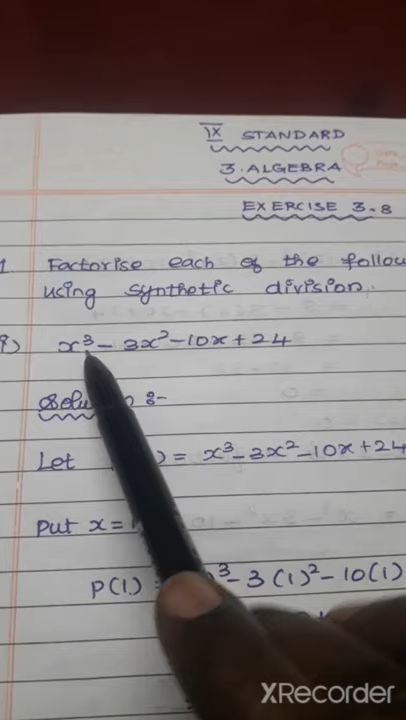 IX STANDARD
3. ALGEBRA
EXERCISE 3.8
1 Factorise each of the follow
using synthetic division.
i) x³ - 3x² - 10x + 24
:-
Let ) = x³ - 3x² - 10x + 24
Put x =
P(1) = )³ - 3 (1)² - 10(1)
XRecorder